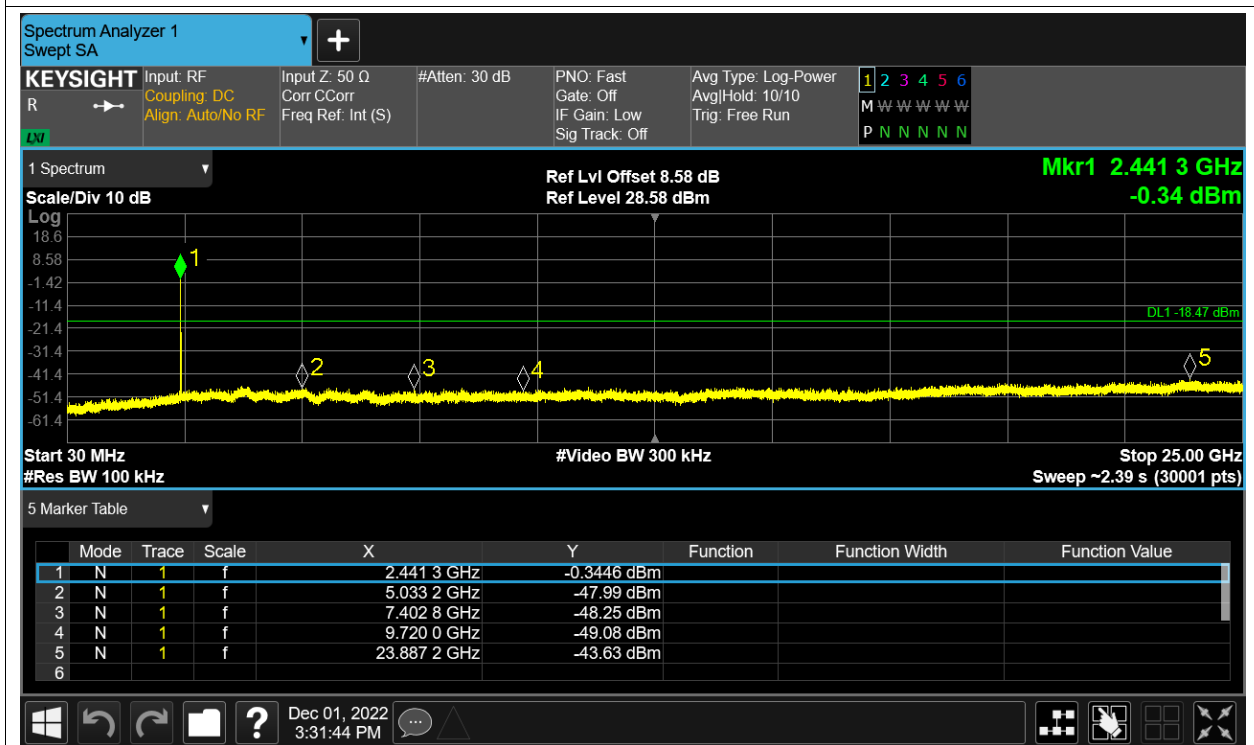 Spectrum Analyzer 1
Swept SA
+
KEYSIGHT Input: RF Input Z: 50 Ω #Atten: 30 dB PNO: Fast Avg Type: Log-Power 1 2 3 4 5 6
R Coupling: DC Corr CCorr Gate: Off Avg|Hold: 10/10 M W W W W W
Align: Auto/No RF Freq Ref: Int (S) IF Gain: Low Trig: Free Run
LXI Sig Track: Off P N N N N N
1 Spectrum
Scale/Div 10 dB
Ref Lvl Offset 8.58 dB
Ref Level 28.58 dBm
Mkr1 2.441 3 GHz
-0.34 dBm
Log
18.6
8.58
-1.42
-11.4
-21.4
-31.4
-41.4
-51.4
-61.4
1
2
3
4
5
DL1 -18.47 dBm
Start 30 MHz #Video BW 300 kHz Stop 25.00 GHz
#Res BW 100 kHz Sweep ~2.39 s (30001 pts)
5 Marker Table
Mode Trace Scale X Y Function Function Width Function Value
1 N 1 f 2.441 3 GHz -0.3446 dBm
2 N 1 f 5.033 2 GHz -47.99 dBm
3 N 1 f 7.402 8 GHz -48.25 dBm
4 N 1 f 9.720 0 GHz -49.08 dBm
5 N 1 f 23.887 2 GHz -43.63 dBm
6
? Dec 01, 2022
3:31:44 PM